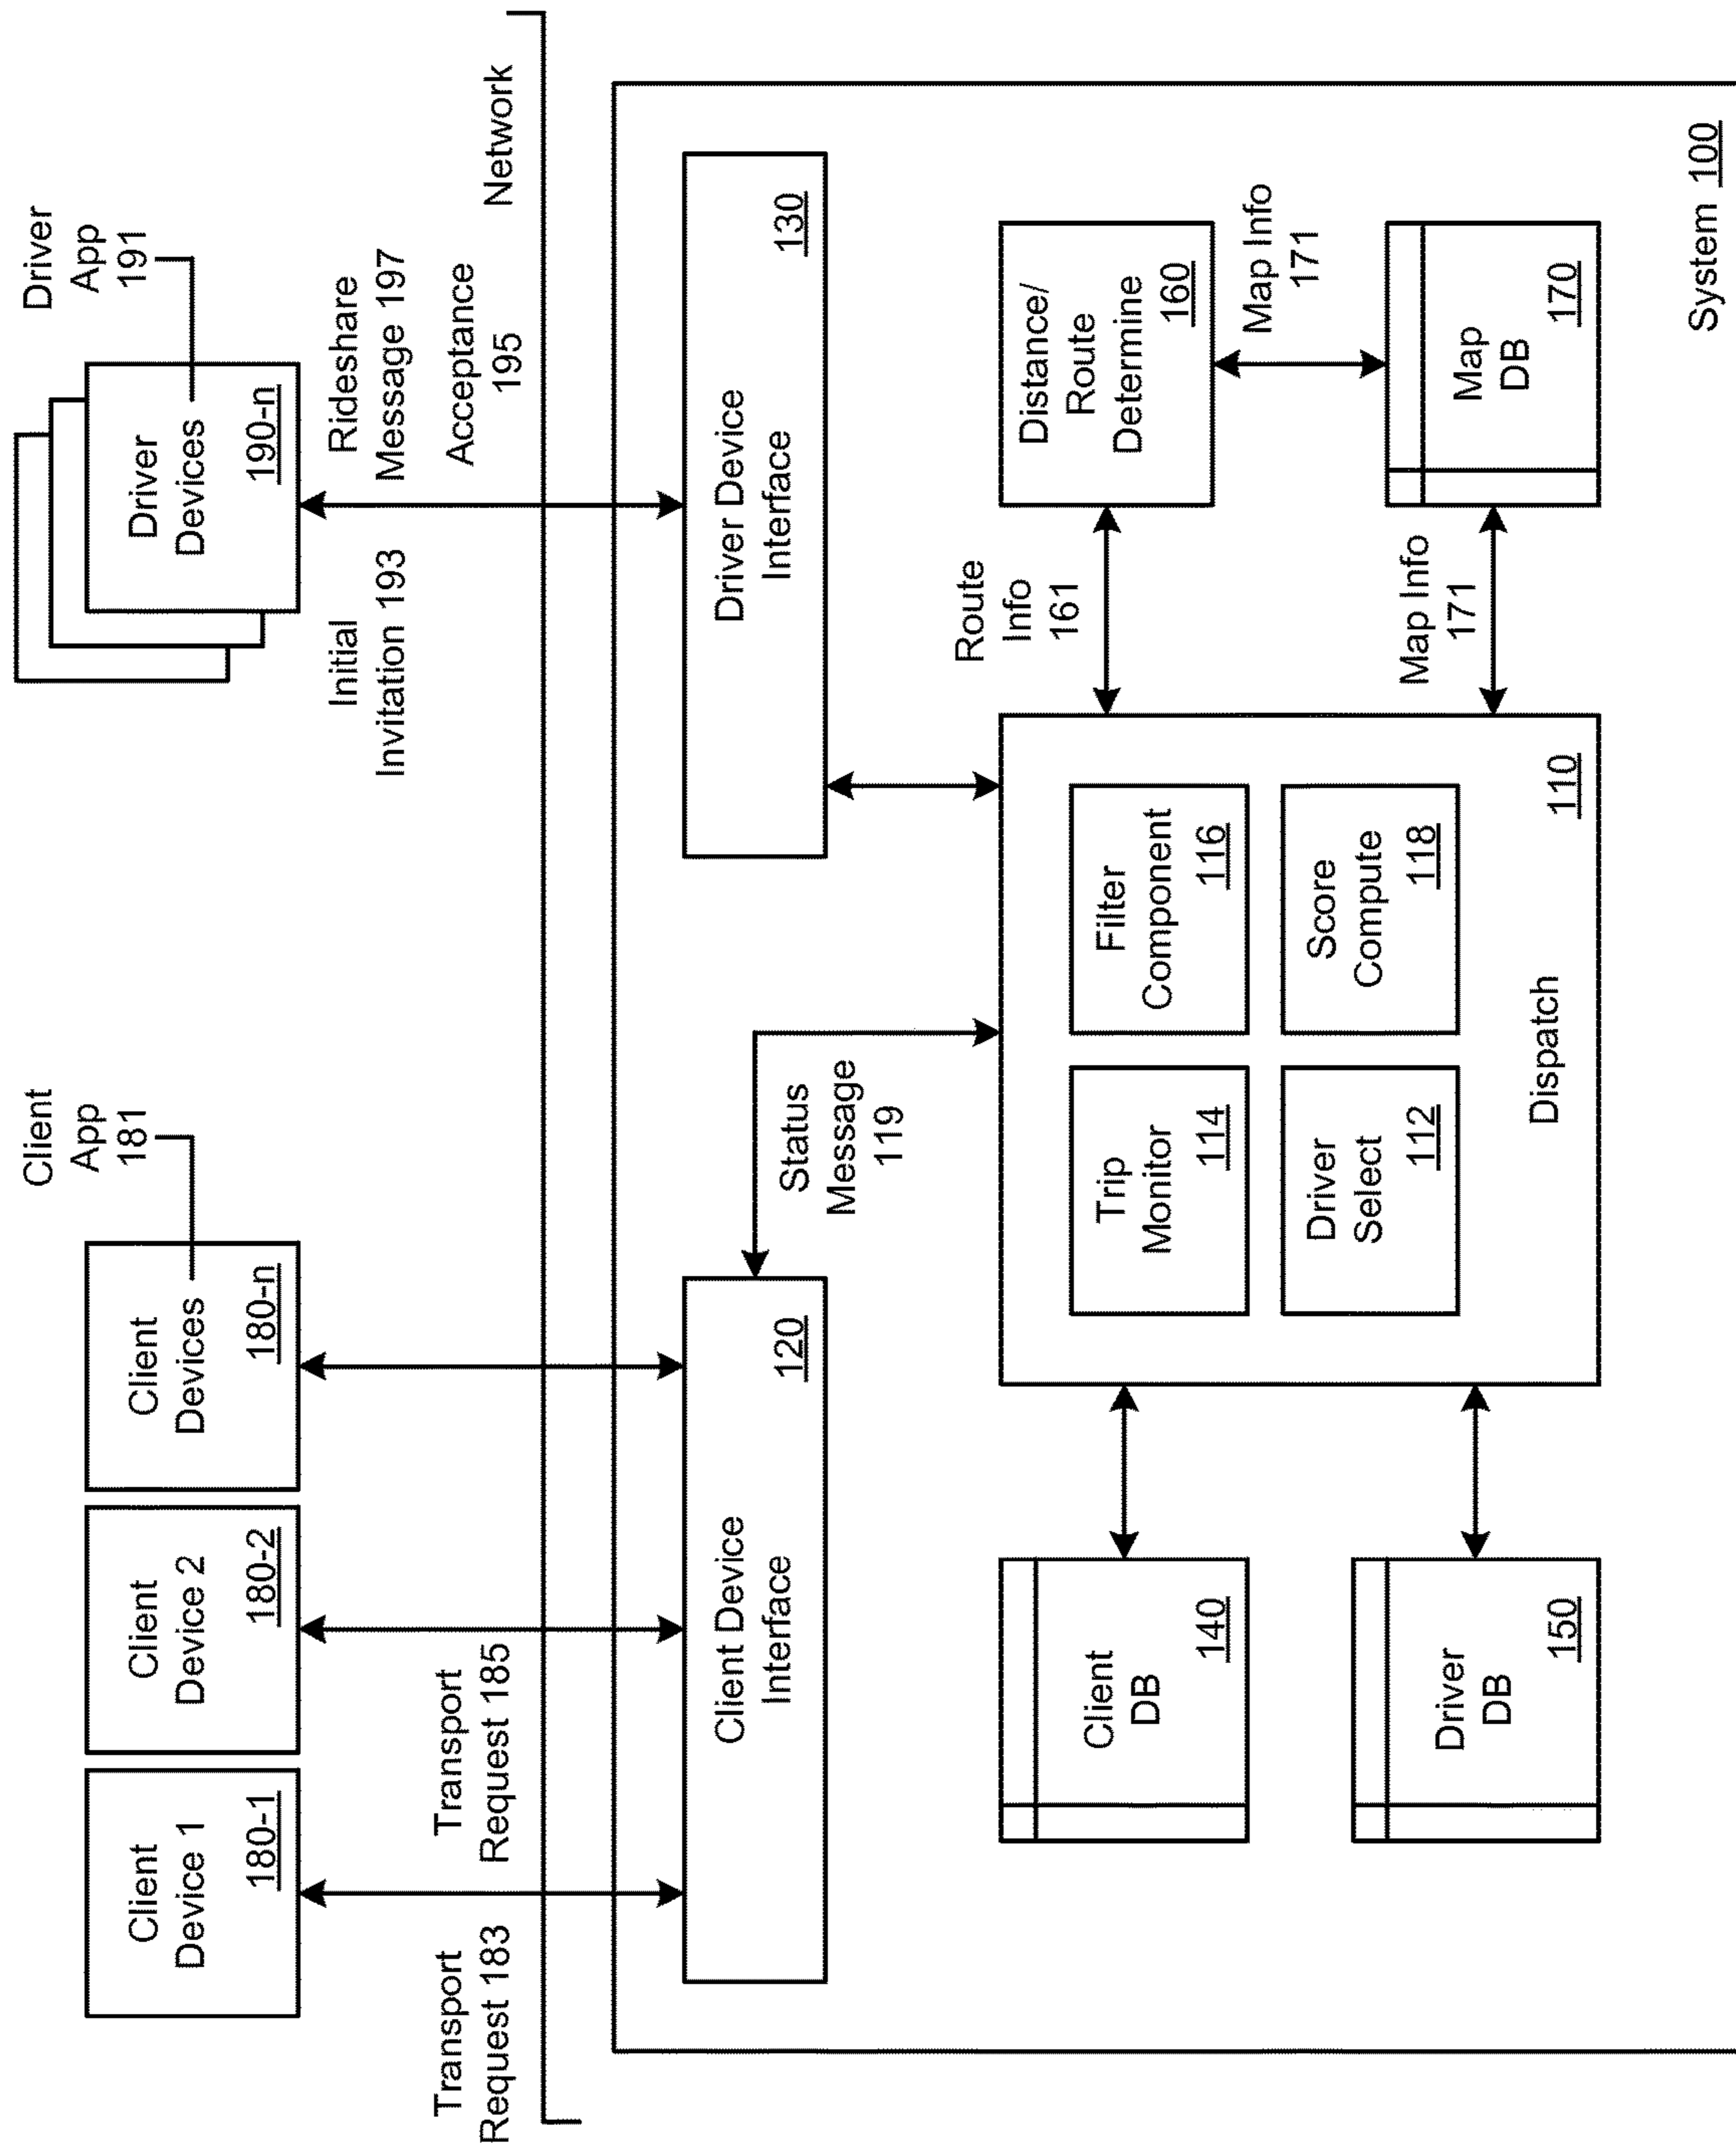 Client
App
181
Driver
App
191
Client
Device 1
180-1
Client
Device 2
180-2
Client
Devices
180-n
Driver
Devices
190-n
Transport
Request 183
Transport
Request 185
Initial
Invitation 193
Rideshare
Message 197
Acceptance
195
Network
Client Device
Interface
120
Driver Device
Interface
130
Status
Message
119
Client
DB
140
Driver
DB
150
Trip
Monitor
114
Filter
Component
116
Driver
Select
112
Score
Compute
118
Dispatch
110
Route
Info
161
Map Info
171
Distance/
Route
Determine
160
Map Info
171
Map
DB
170
System 100